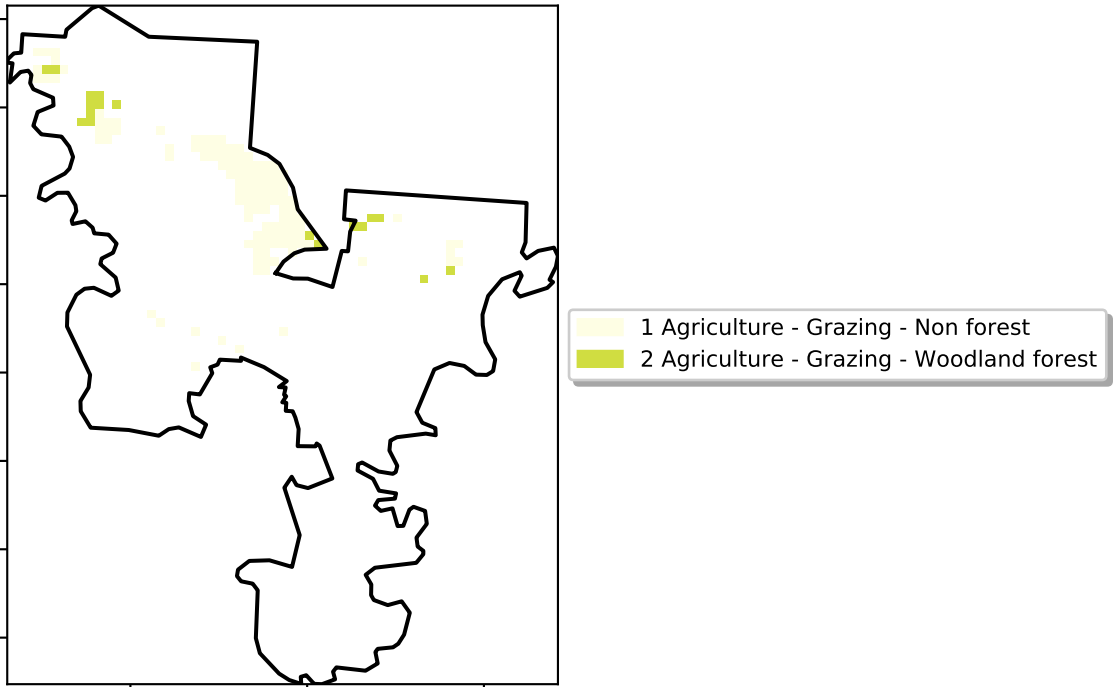 1 Agriculture - Grazing - Non forest
2 Agriculture - Grazing - Woodland forest